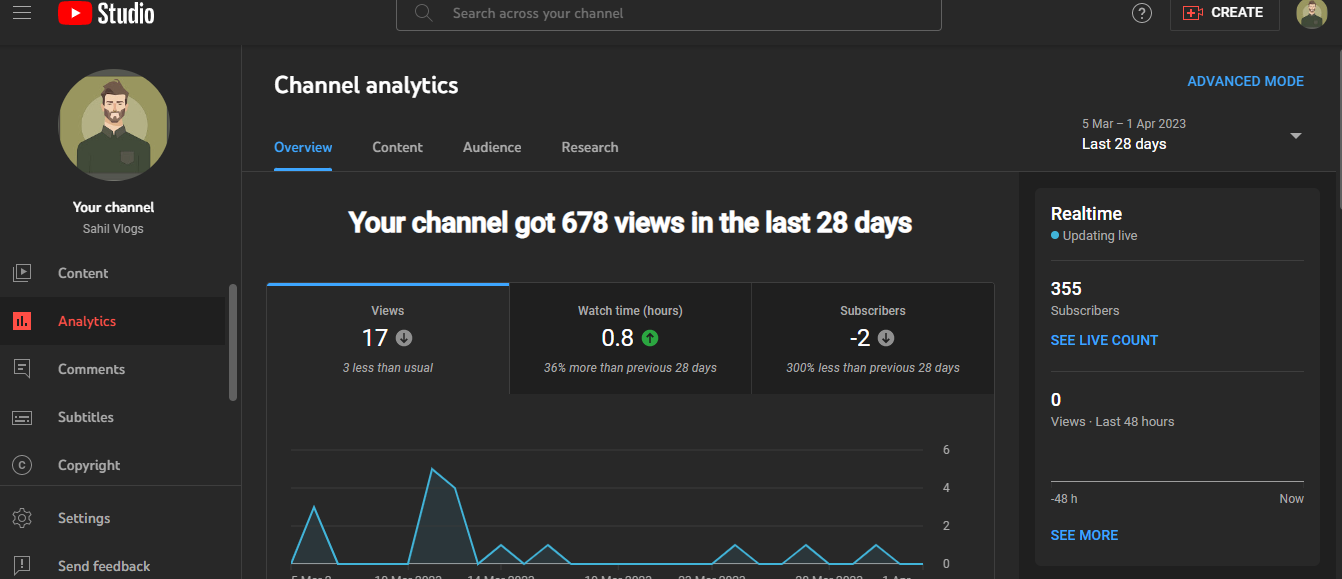 Studio
Search across your channel
CREATE
Your channel
Sahil Vlogs
Content
Analytics
Comments
Subtitles
Copyright
Settings
Send feedback
Channel analytics
ADVANCED MODE
Overview
Content
Audience
Research
5 Mar – 1 Apr 2023
Last 28 days
Your channel got 678 views in the last 28 days
Views
17
3 less than usual
Watch time (hours)
0.8
36% more than previous 28 days
Subscribers
-2
300% less than previous 28 days
6
4
2
0
Realtime
Updating live
355
Subscribers
SEE LIVE COUNT
0
Views · Last 48 hours
-48 h
Now
SEE MORE